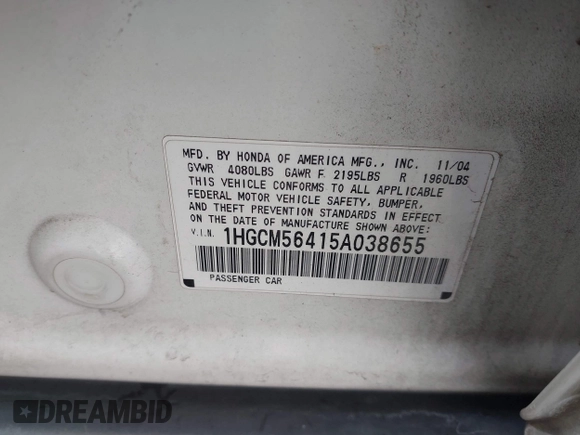 MFD. BY HONDA OF AMERICA MFG., INC. 11/04
GVWR 4080LBS GAWR F 2195LBS R 1960LBS
THIS VEHICLE CONFORMS TO ALL APPLICABLE
FEDERAL MOTOR VEHICLE SAFETY, BUMPER,
AND THEFT PREVENTION STANDARDS IN EFFECT
ON THE DATE OF MANUFACTURE SHOWN ABOVE:
V.I.N. 1HGCM56415A038655
PASSENGER CAR
DREAMBID